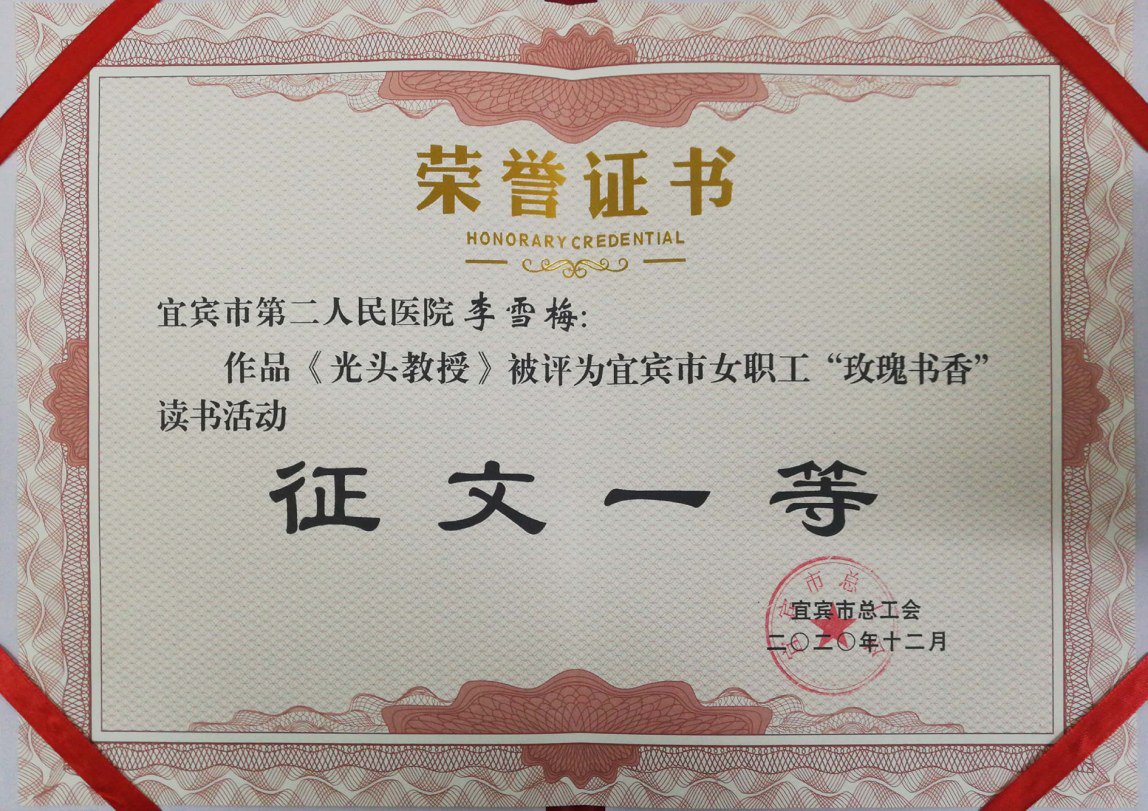 荣誉证书
HONORARY CREDENTIAL
宜宾市第二人民医院 李雪梅:
作品《光头教授》被评为宜宾市女职工“玫瑰书香”
读书活动
征文一等
宜宾市总工会
二〇二〇年十二月